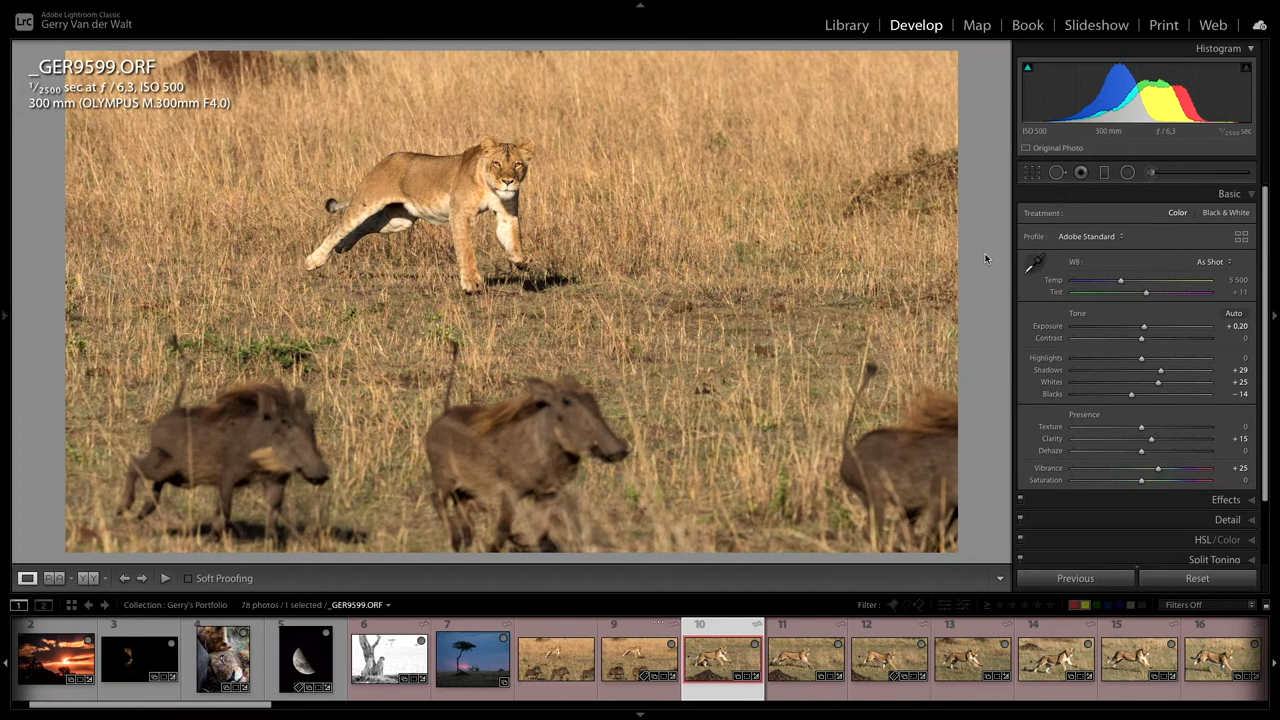 Lrc
Adobe Lightroom Classic
Gerry Van der Walt
Library | Develop | Map | Book | Slideshow | Print | Web
_GER9599.ORF
1/2500 sec at ƒ / 6,3, ISO 500
300 mm (OLYMPUS M.300mm F4.0)
Histogram
ISO 500 300 mm ƒ / 6,3 1/2500 sec
Original Photo
Basic
Treatment : Color Black & White
Profile : Adobe Standard
WB : As Shot
Temp 5 500
Tint + 11
Tone Auto
Exposure + 0,20
Contrast 0
Highlights 0
Shadows + 29
Whites + 25
Blacks − 14
Presence
Texture 0
Clarity + 15
Dehaze 0
Vibrance + 25
Saturation 0
Effects
Detail
HSL / Color
Split Toning
Soft Proofing
Previous Reset
1 2 Collection : Gerry's Portfolio 78 photos / 1 selected / _GER9599.ORF Filter : Filters Off
2 3 4 5 6 7 9 10 11 12 13 14 15 16